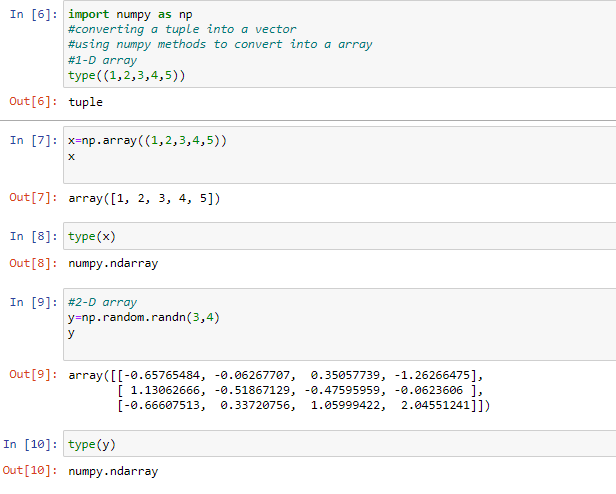 In [6]: import numpy as np
#converting a tuple into a vector
#using numpy methods to convert into a array
#1-D array
type((1,2,3,4,5))
Out[6]: tuple
In [7]: x=np.array((1,2,3,4,5))
x
Out[7]: array([1, 2, 3, 4, 5])
In [8]: type(x)
Out[8]: numpy.ndarray
In [9]: #2-D array
y=np.random.randn(3,4)
y
Out[9]: array([[-0.65765484, -0.06267707,  0.35057739, -1.26266475],
[ 1.13062666, -0.51867129, -0.47595959, -0.0623606 ],
[-0.66607513,  0.33720756,  1.05999422,  2.04551241]])
In [10]: type(y)
Out[10]: numpy.ndarray